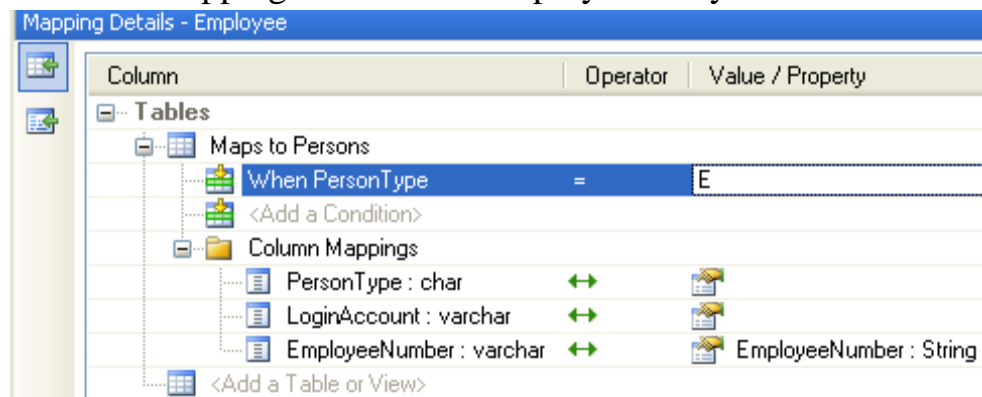 Mapping Details - Employee
Column Operator Value / Property
Tables
Maps to Persons
When PersonType = E
<Add a Condition>
Column Mappings
PersonType : char
LoginAccount : varchar
EmployeeNumber : varchar EmployeeNumber : String
<Add a Table or View>